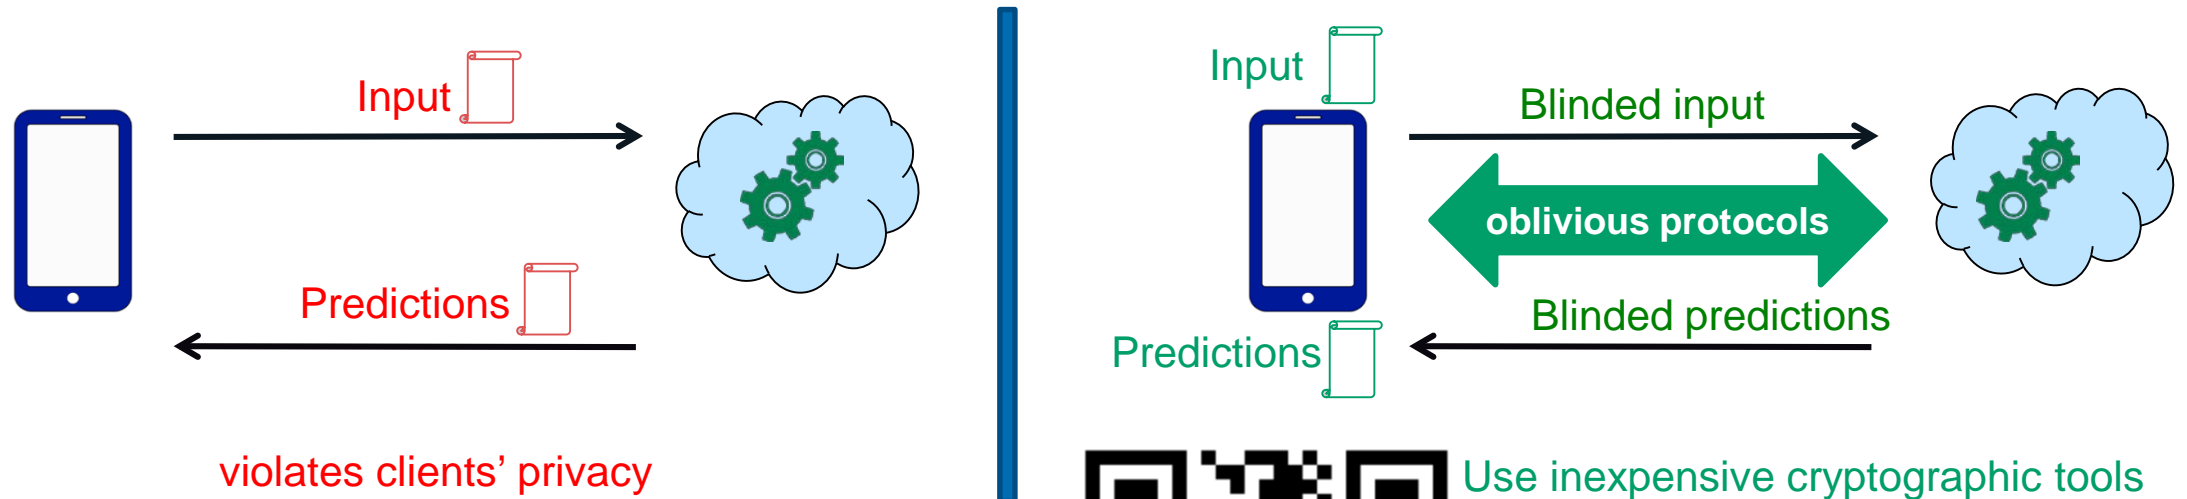 Input
Predictions
violates clients' privacy
Input
Blinded input
oblivious protocols
Blinded predictions
Predictions
Use inexpensive cryptographic tools